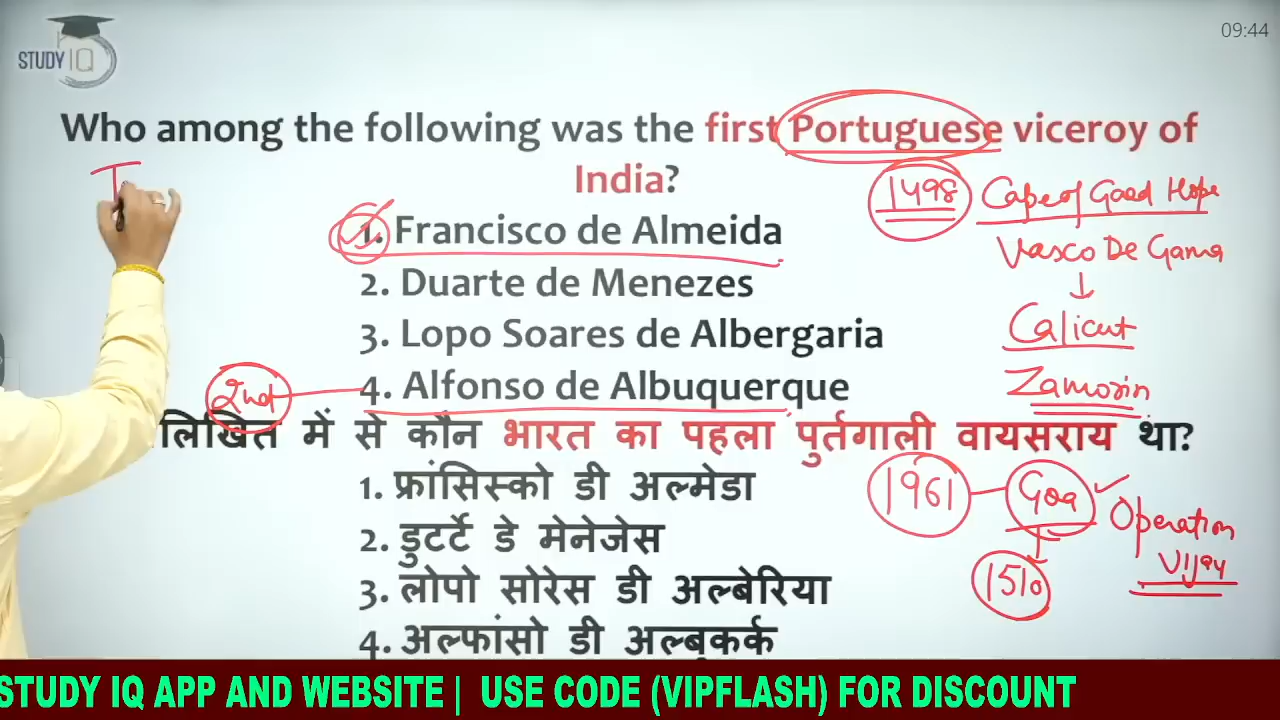 STUDY IQ
09:44
Who among the following was the first Portuguese viceroy of
India?
1498 Cape of Good Hope
1. Francisco de Almeida
Vasco De Gama
2. Duarte de Menezes
Calicut
3. Lopo Soares de Albergaria
Zamorin
2nd
4. Alfonso de Albuquerque
लिखित में से कौन भारत का पहला पुर्तगाली वायसराय था?
1. फ्रांसिस्को डी अल्मेडा
1961 Goa Operation
Vijay
2. डुटर्टे डे मेनेजेस
1510
3. लोपो सोरेस डी अल्बेरिया
4. अल्फांसो डी अल्बुकर्क
STUDY IQ APP AND WEBSITE | USE CODE (VIPFLASH) FOR DISCOUNT